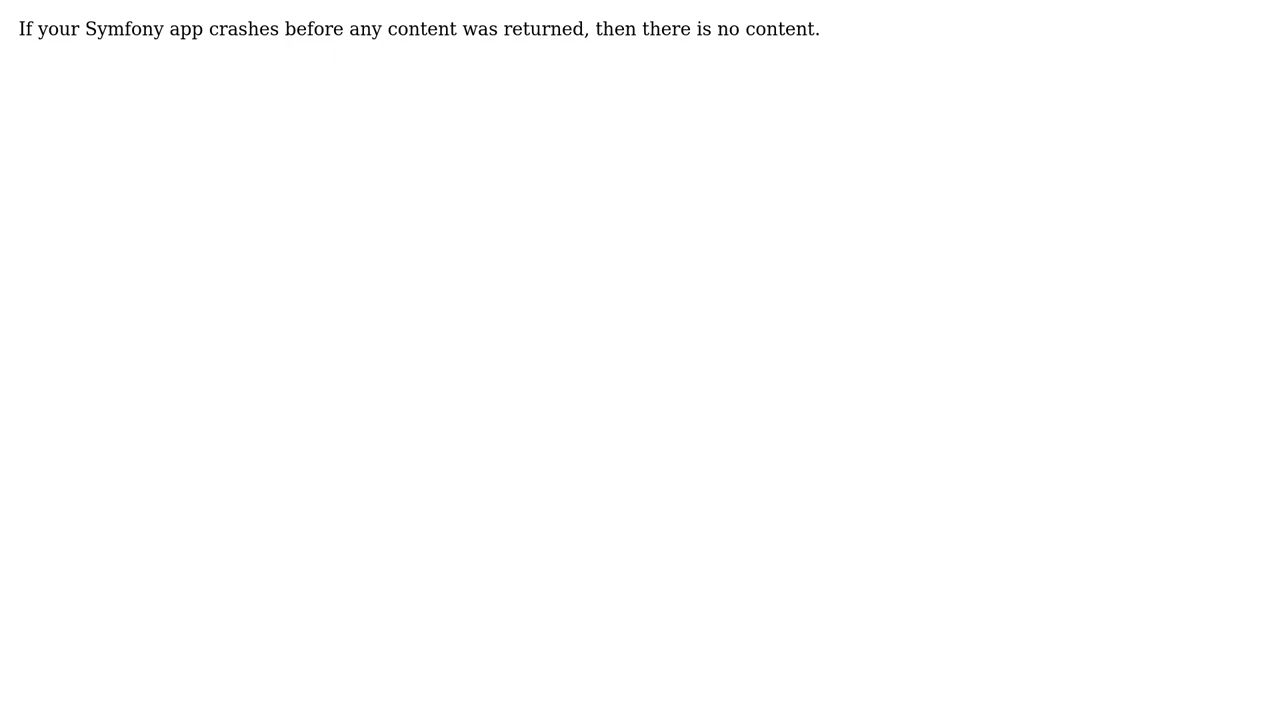 If your Symfony app crashes before any content was returned, then there is no content.